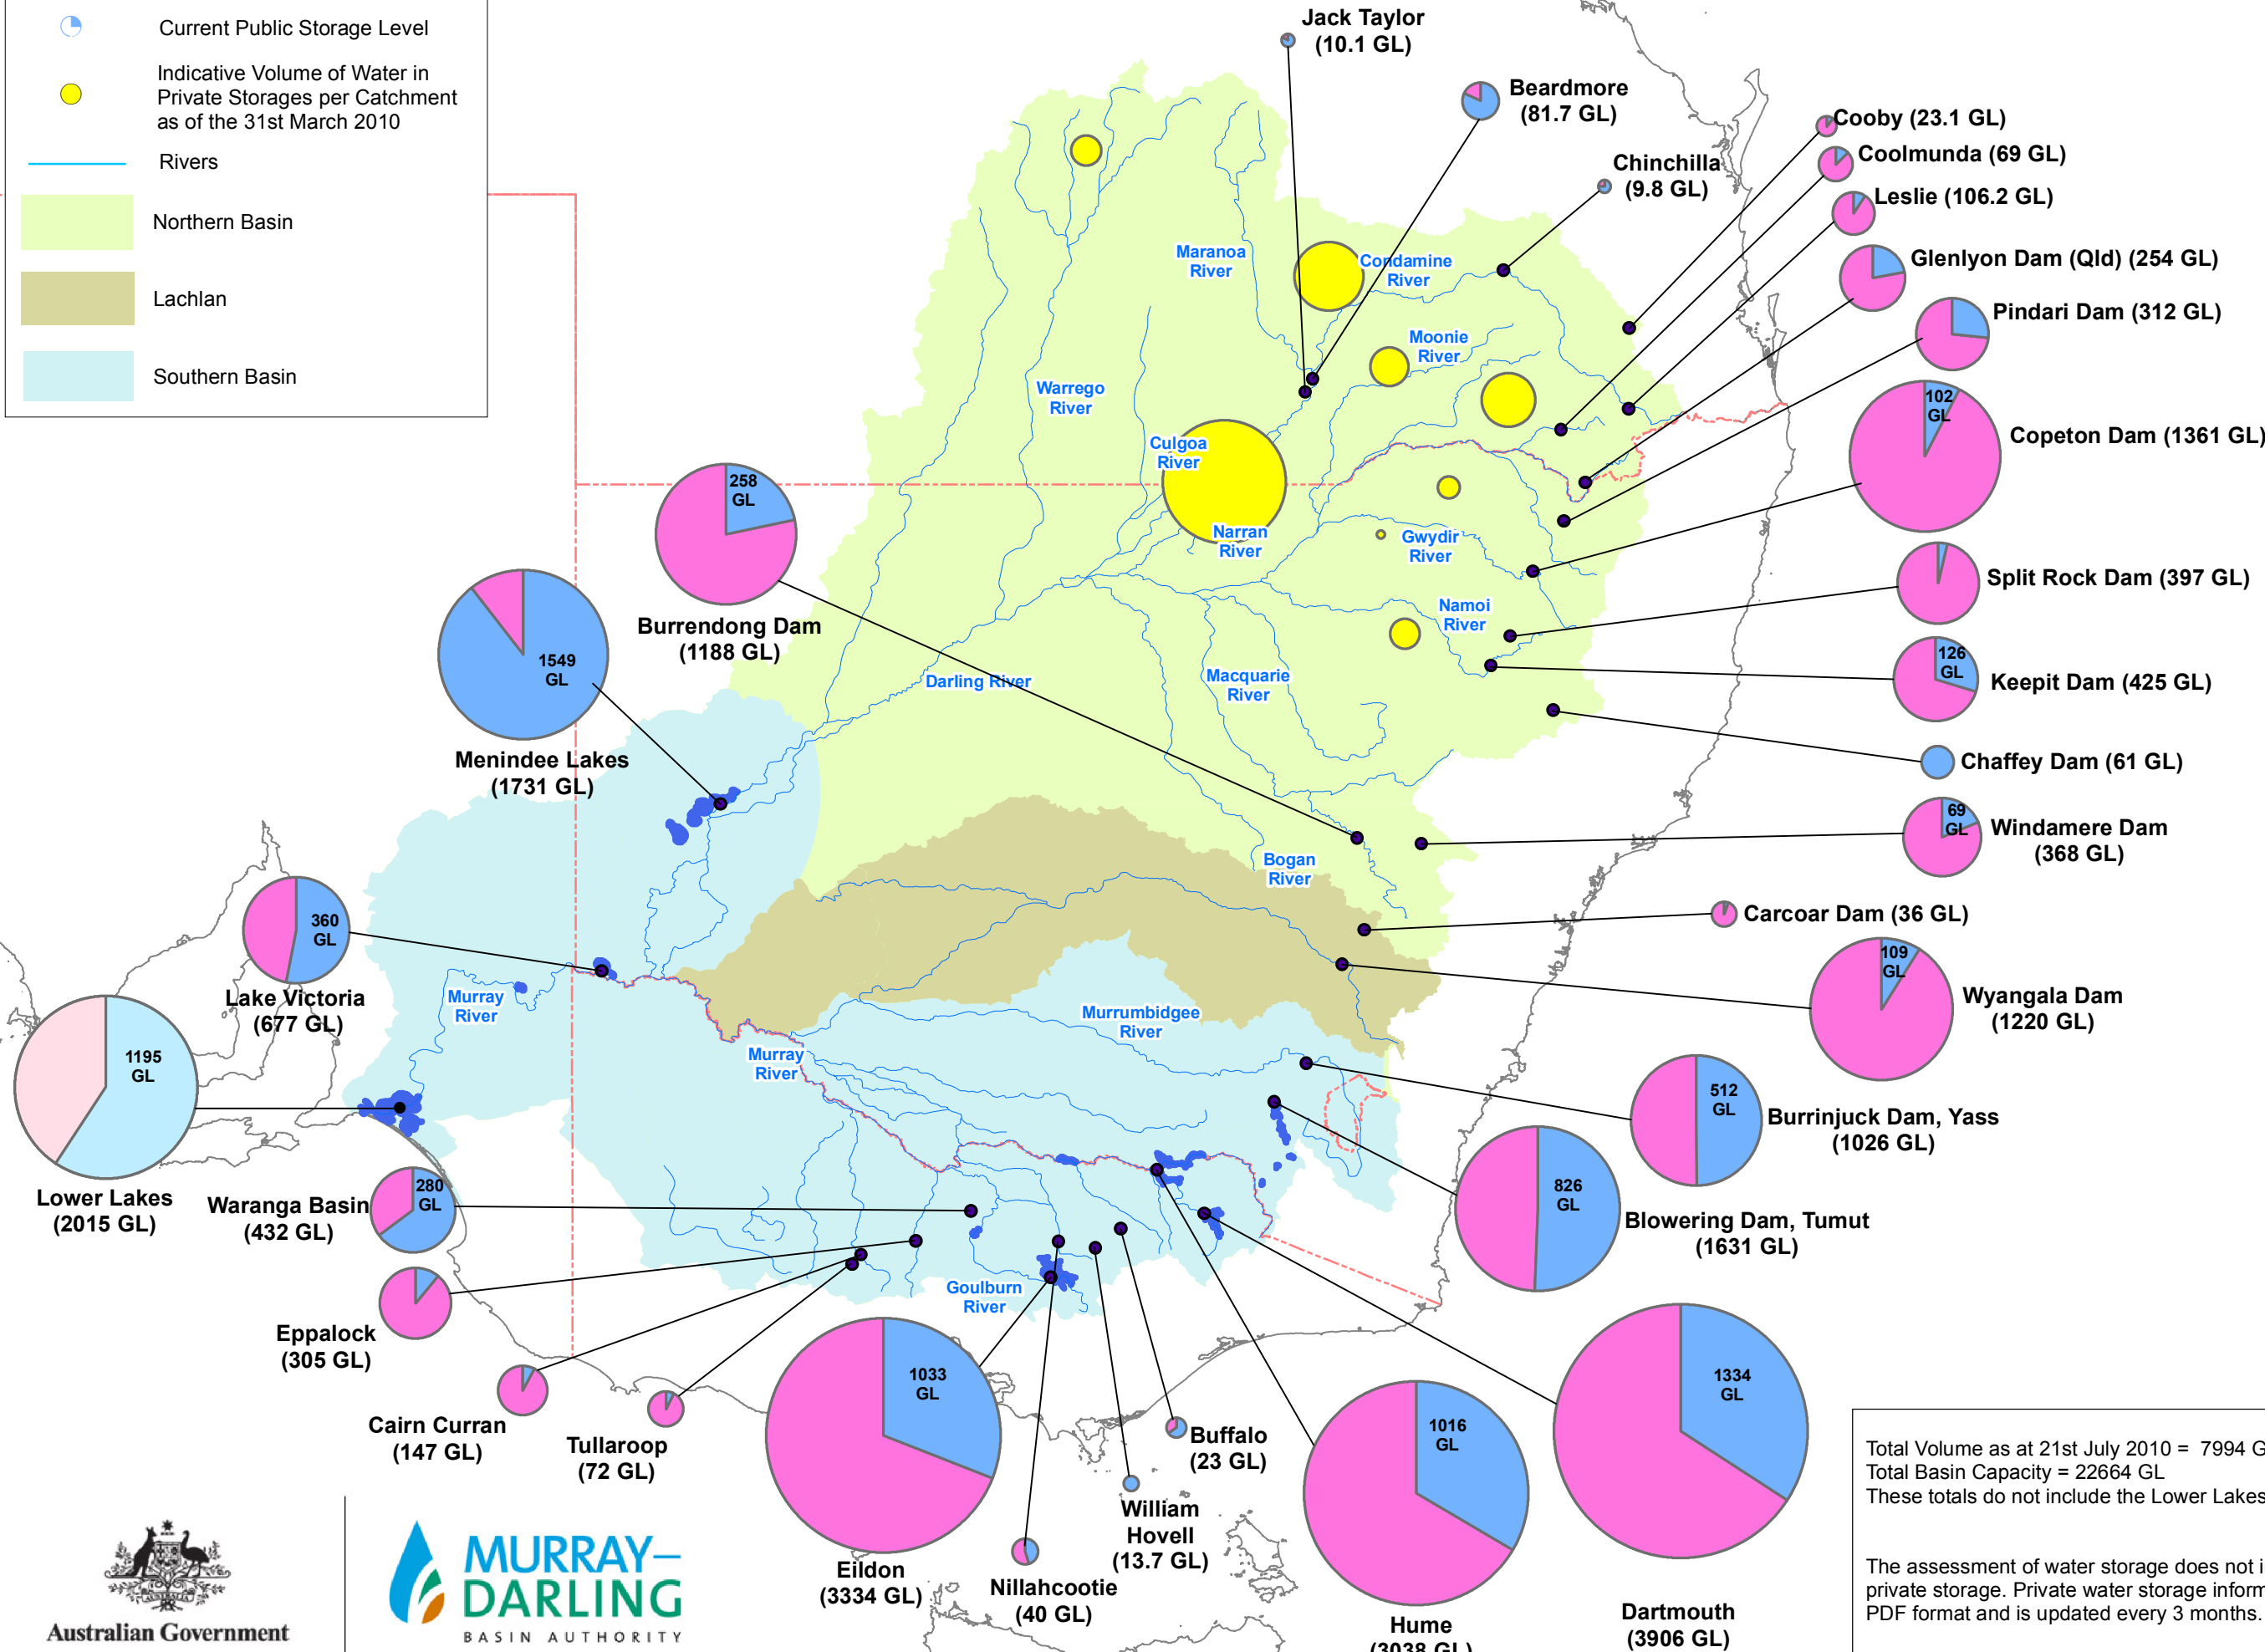 Current Public Storage Level
Indicative Volume of Water in
Private Storages per Catchment
as of the 31st March 2010
Rivers
Northern Basin
Lachlan
Southern Basin
Jack Taylor
(10.1 GL)
Beardmore
(81.7 GL)
Chinchilla
(9.8 GL)
Cooby (23.1 GL)
Coolmunda (69 GL)
Leslie (106.2 GL)
Glenlyon Dam (Qld) (254 GL)
Pindari Dam (312 GL)
102
GL
Copeton Dam (1361 GL)
Split Rock Dam (397 GL)
126
GL
Keepit Dam (425 GL)
Chaffey Dam (61 GL)
69
GL
Windamere Dam
(368 GL)
Carcoar Dam (36 GL)
109
GL
Wyangala Dam
(1220 GL)
512
GL
Burrinjuck Dam, Yass
(1026 GL)
826
GL
Blowering Dam, Tumut
(1631 GL)
1334
GL
Dartmouth
(3906 GL)
1016
GL
Hume
(3038 GL)
Buffalo
(23 GL)
William
Hovell
(13.7 GL)
Nillahcootie
(40 GL)
1033
GL
Eildon
(3334 GL)
Tullaroop
(72 GL)
Cairn Curran
(147 GL)
Eppalock
(305 GL)
280
GL
Waranga Basin
(432 GL)
1195
GL
Lower Lakes
(2015 GL)
360
GL
Lake Victoria
(677 GL)
1549
GL
Menindee Lakes
(1731 GL)
258
GL
Burrendong Dam
(1188 GL)
Maranoa
River
Condamine
River
Moonie
River
Warrego
River
Culgoa
River
Narran
River
Gwydir
River
Namoi
River
Macquarie
River
Darling River
Bogan
River
Murrumbidgee
River
Murray
River
Murray
River
Goulburn
River
Total Volume as at 21st July 2010 = 7994 G
Total Basin Capacity = 22664 GL
These totals do not include the Lower Lakes
The assessment of water storage does not i
private storage. Private water storage inform
PDF format and is updated every 3 months.
Australian Government
MURRAY–
DARLING
BASIN AUTHORITY